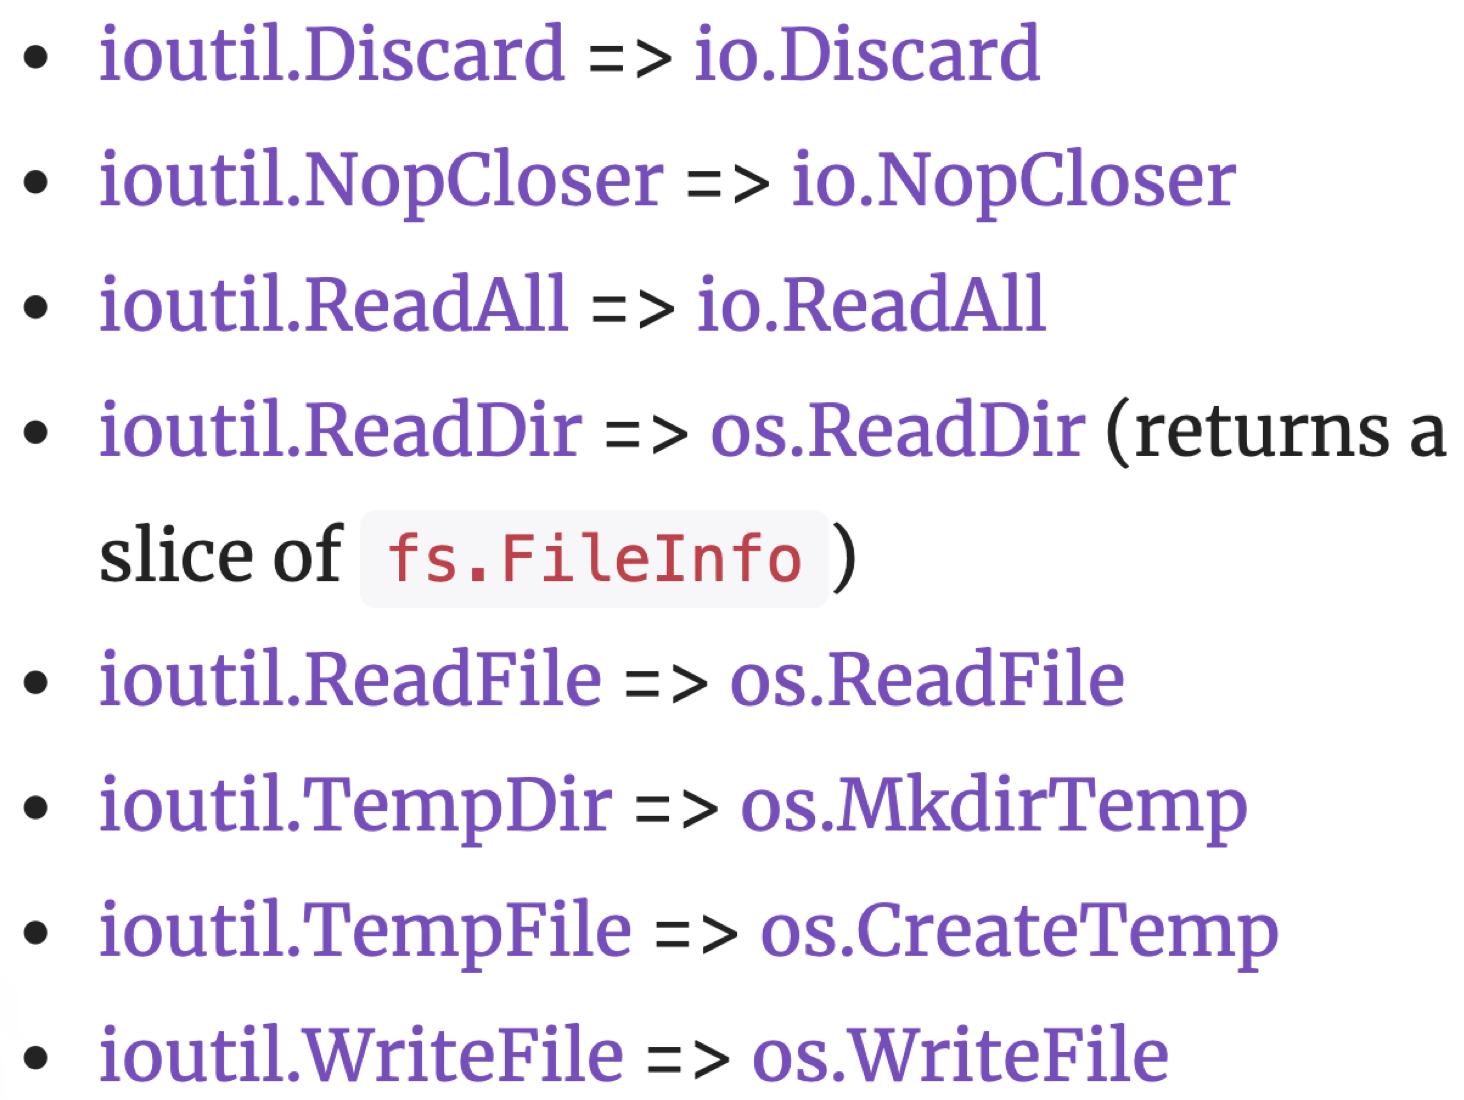 • ioutil.Discard => io.Discard
• ioutil.NopCloser => io.NopCloser
• ioutil.ReadAll => io.ReadAll
• ioutil.ReadDir => os.ReadDir (returns a
slice of fs.FileInfo)
• ioutil.ReadFile => os.ReadFile
• ioutil.TempDir => os.MkdirTemp
• ioutil.TempFile => os.CreateTemp
• ioutil.WriteFile => os.WriteFile